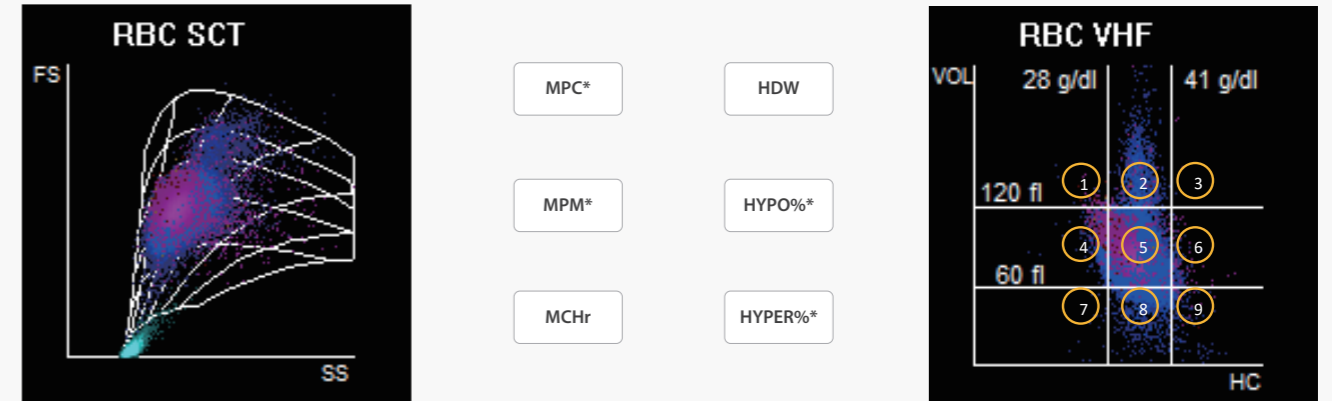 RBC SCT
FS
SS
MPC*
HDW
MPM*
HYPO%*
MCHr
HYPER%*
RBC VHF
VOL
28 g/dl
41 g/dl
1
2
3
120 fl
4
5
6
60 fl
7
8
9
HC